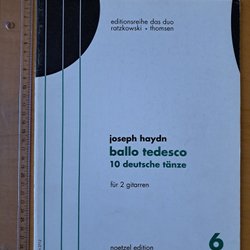 editionsreihe das duo
ratzkowski · thomsen
joseph haydn
ballo tedesco
10 deutsche tänze
für 2 gitarren
6
noetzel edition